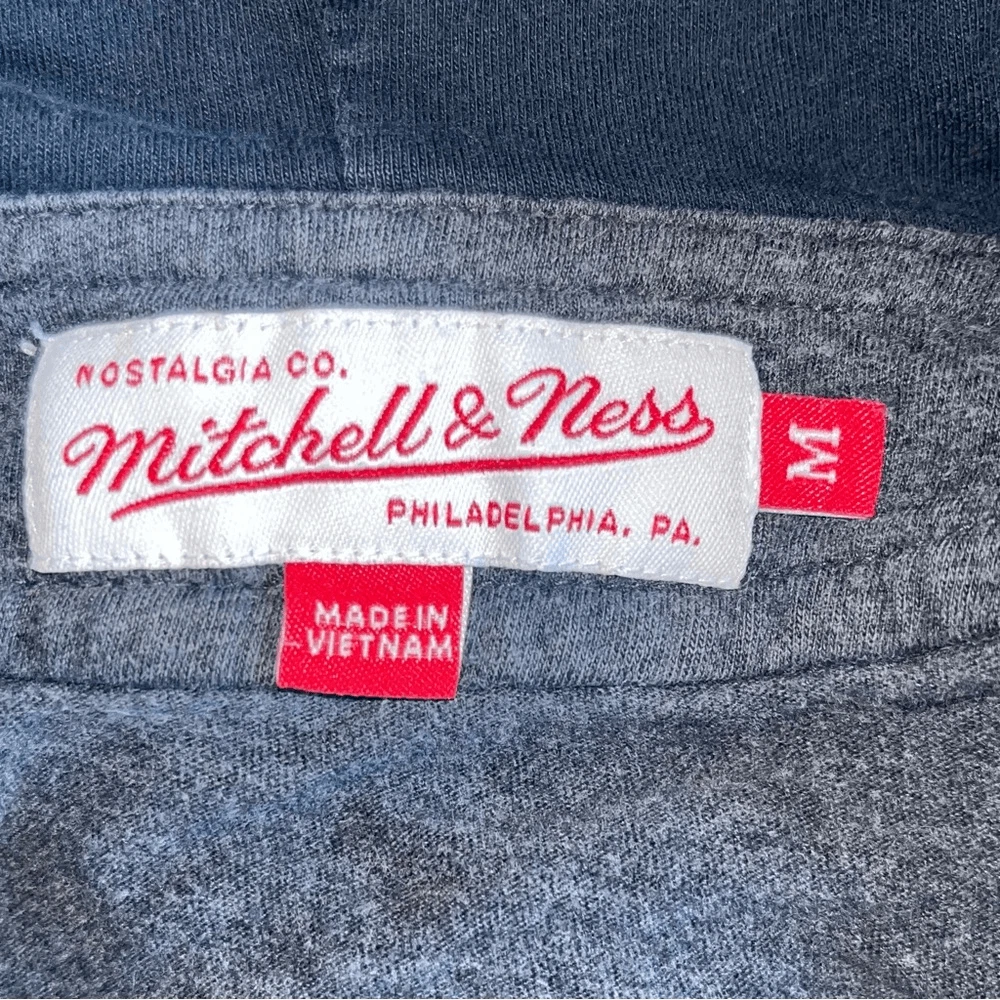 NOSTALGIA CO.
Mitchell & Ness
PHILADELPHIA, PA.
M
MADE IN
VIETNAM